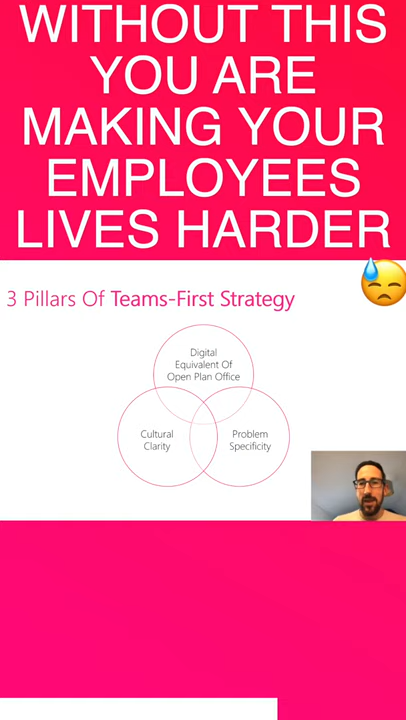 WITHOUT THIS
YOU ARE
MAKING YOUR
EMPLOYEES
LIVES HARDER
3 Pillars Of Teams-First Strategy
Digital
Equivalent Of
Open Plan Office
Cultural
Clarity
Problem
Specificity